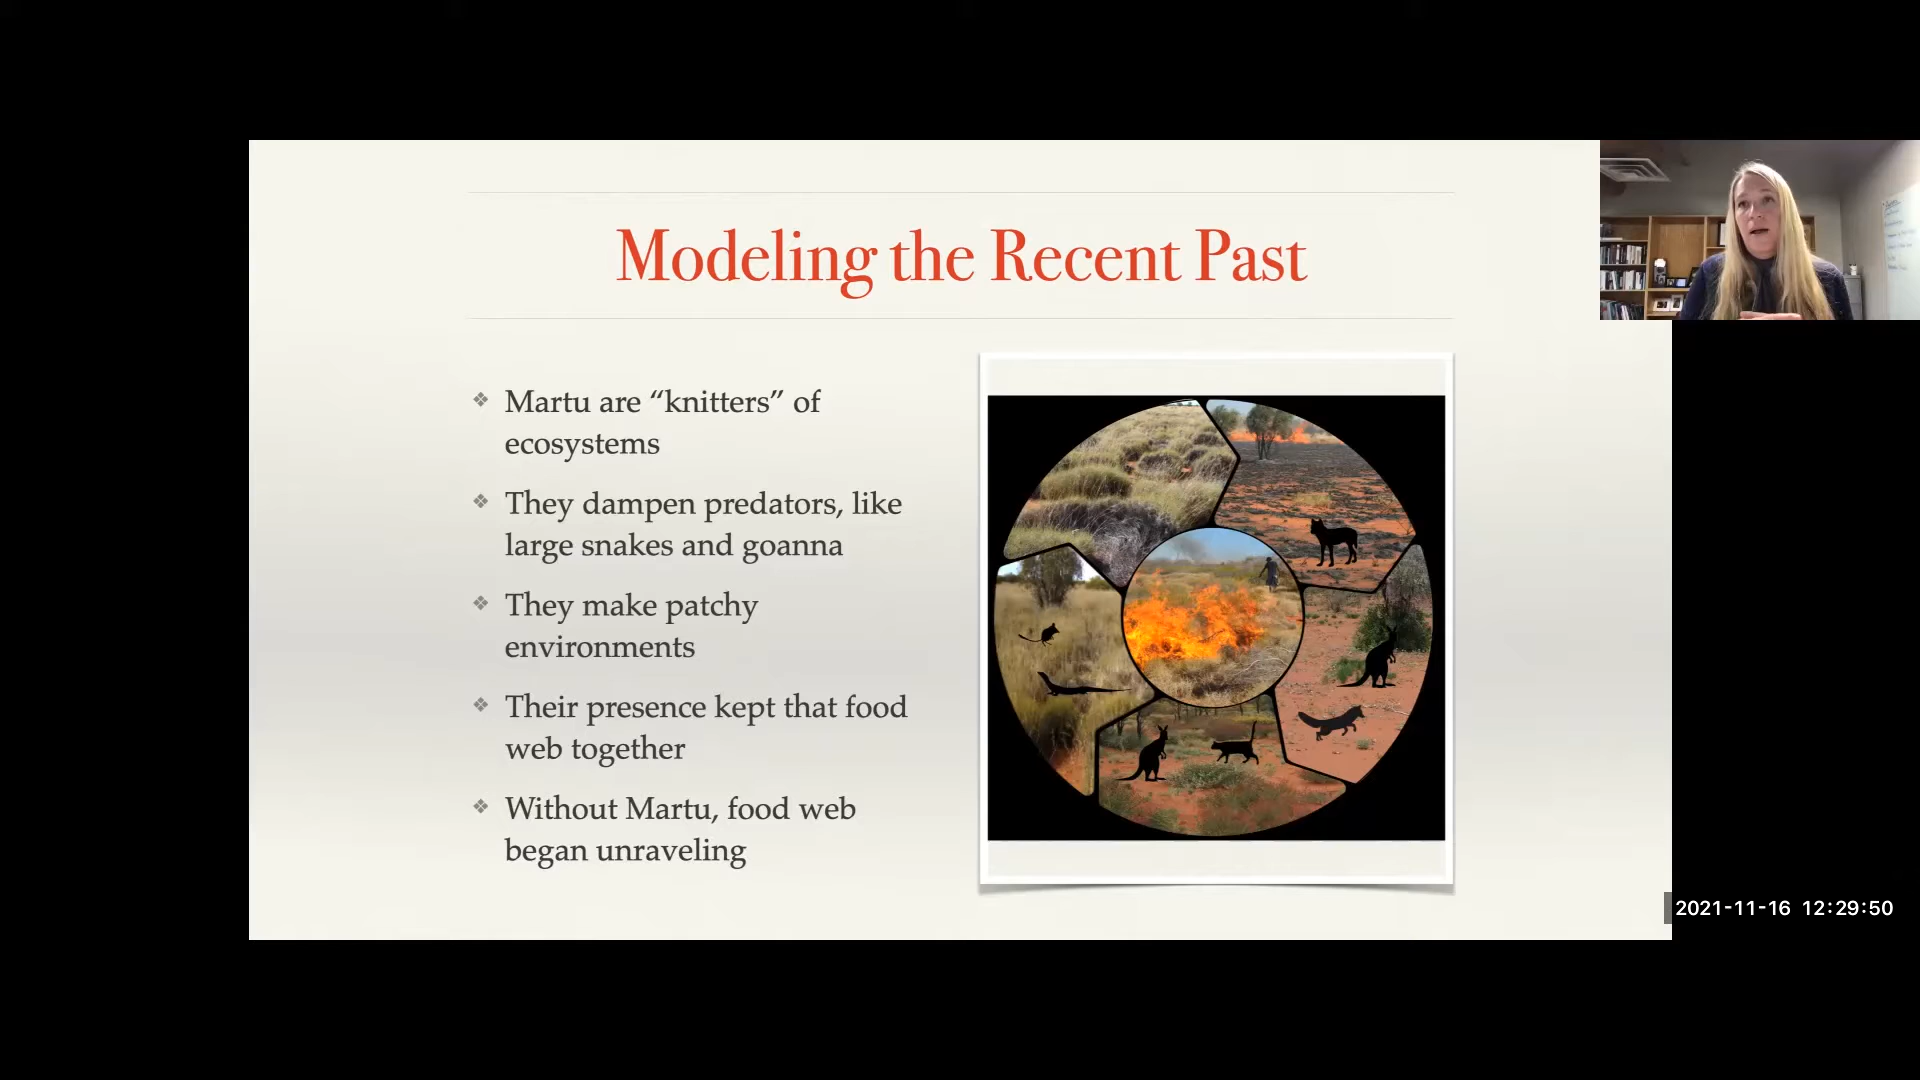 Modeling the Recent Past
❖ Martu are “knitters” of
ecosystems
❖ They dampen predators, like
large snakes and goanna
❖ They make patchy
environments
❖ Their presence kept that food
web together
❖ Without Martu, food web
began unraveling
2021-11-16 12:29:50